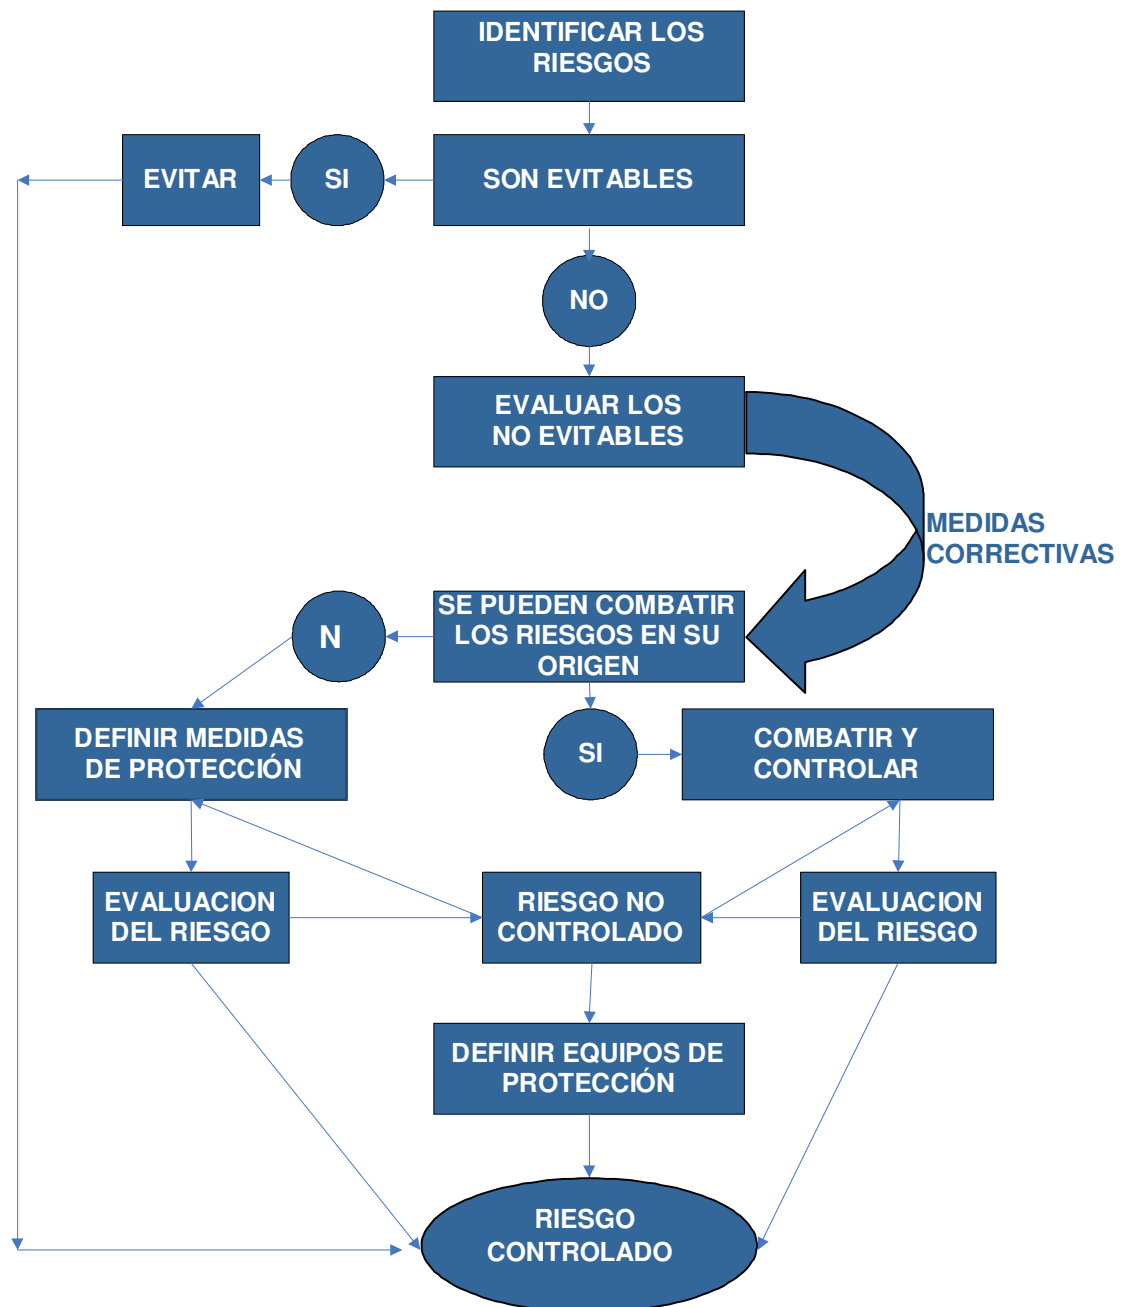 IDENTIFICAR LOS
RIESGOS
EVITAR
SI
SON EVITABLES
NO
EVALUAR LOS
NO EVITABLES
MEDIDAS
CORRECTIVAS
SE PUEDEN COMBATIR
LOS RIESGOS EN SU
ORIGEN
N
DEFINIR MEDIDAS
DE PROTECCIÓN
SI
COMBATIR Y
CONTROLAR
EVALUACION
DEL RIESGO
RIESGO NO
CONTROLADO
EVALUACION
DEL RIESGO
DEFINIR EQUIPOS DE
PROTECCIÓN
RIESGO
CONTROLADO